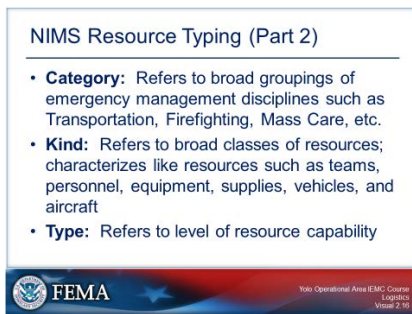 NIMS Resource Typing (Part 2)
• Category: Refers to broad groupings of
emergency management disciplines such as
Transportation, Firefighting, Mass Care, etc.
• Kind: Refers to broad classes of resources;
characterizes like resources such as teams,
personnel, equipment, supplies, vehicles, and
aircraft
• Type: Refers to level of resource capability
FEMA
Yolo Operational Area IEMC Course
Logistics
Visual 2.16